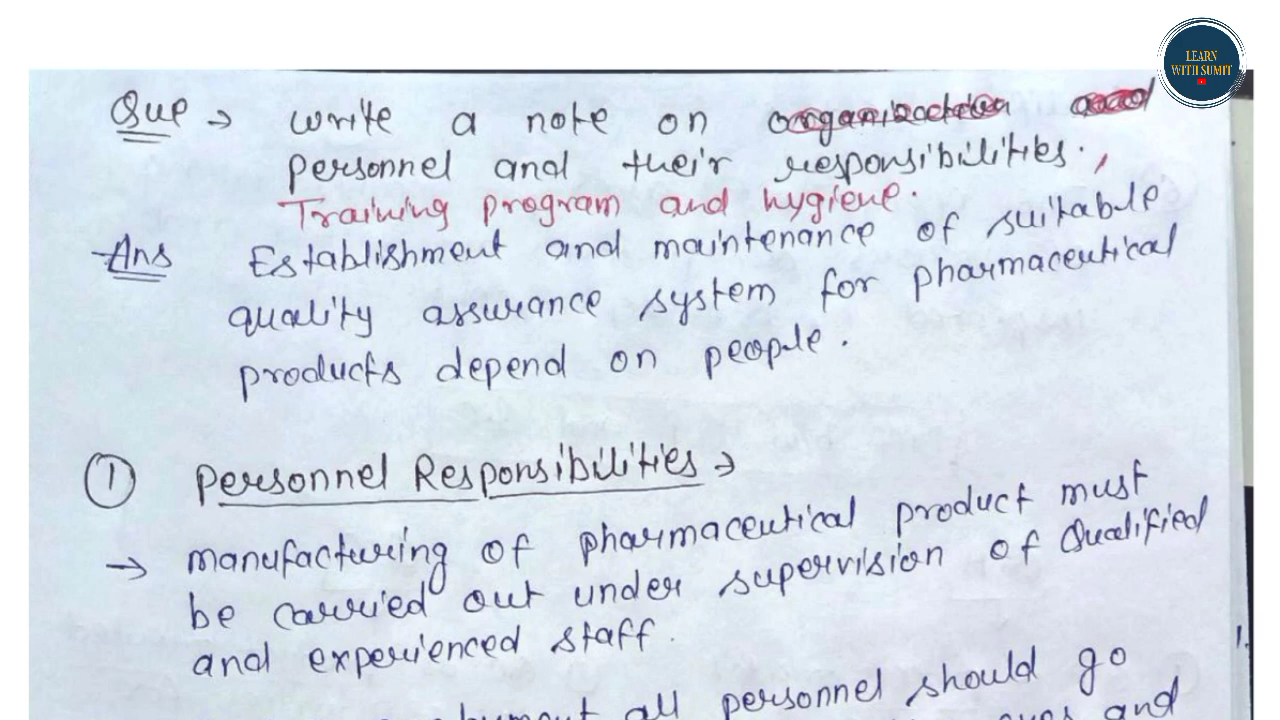 LEARN
WITH SUMIT
Que → write a note on organization and
personnel and their responsibilities. ,
Training program and hygiene.
Ans Establishment and maintenance of suitable
quality assurance system for pharmaceutical
products depend on people.
① Personnel Responsibilities →
→ manufacturing of pharmaceutical product must
be carried out under supervision of Qualified
and experienced staff.
all personnel should go
and